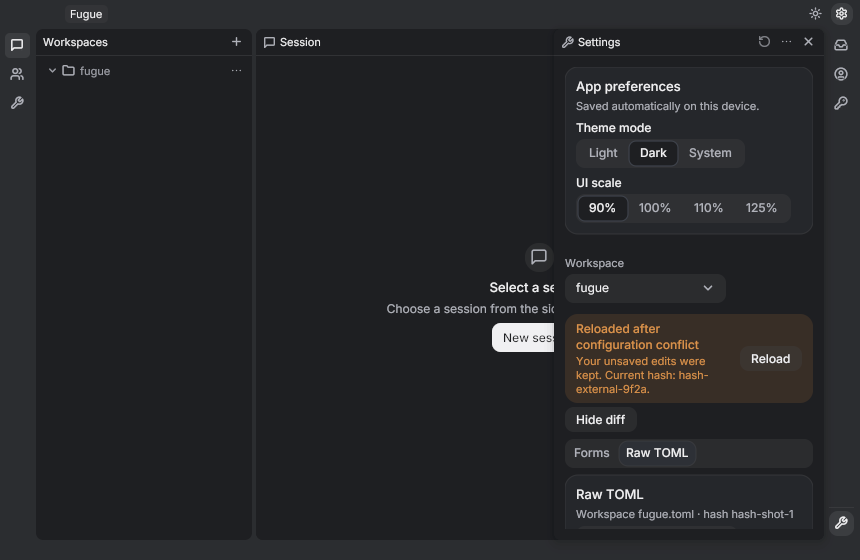 Fugue
Workspaces
fugue
Session
Select a se
Choose a session from the sid
New sess
Settings
App preferences
Saved automatically on this device.
Theme mode
Light Dark System
UI scale
90% 100% 110% 125%
Workspace
fugue
Reloaded after
configuration conflict
Your unsaved edits were
kept. Current hash: hash-
external-9f2a.
Reload
Hide diff
Forms Raw TOML
Raw TOML
Workspace fugue.toml · hash hash-shot-1